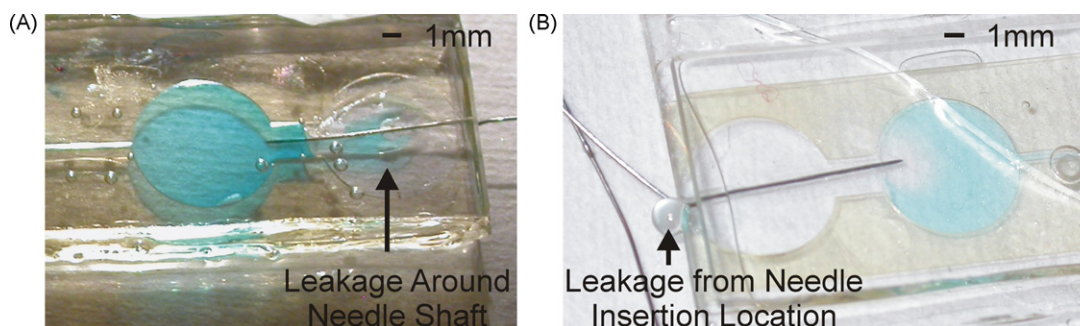 (A)
1mm
Leakage Around
Needle Shaft
(B)
1mm
Leakage from Needle
Insertion Location